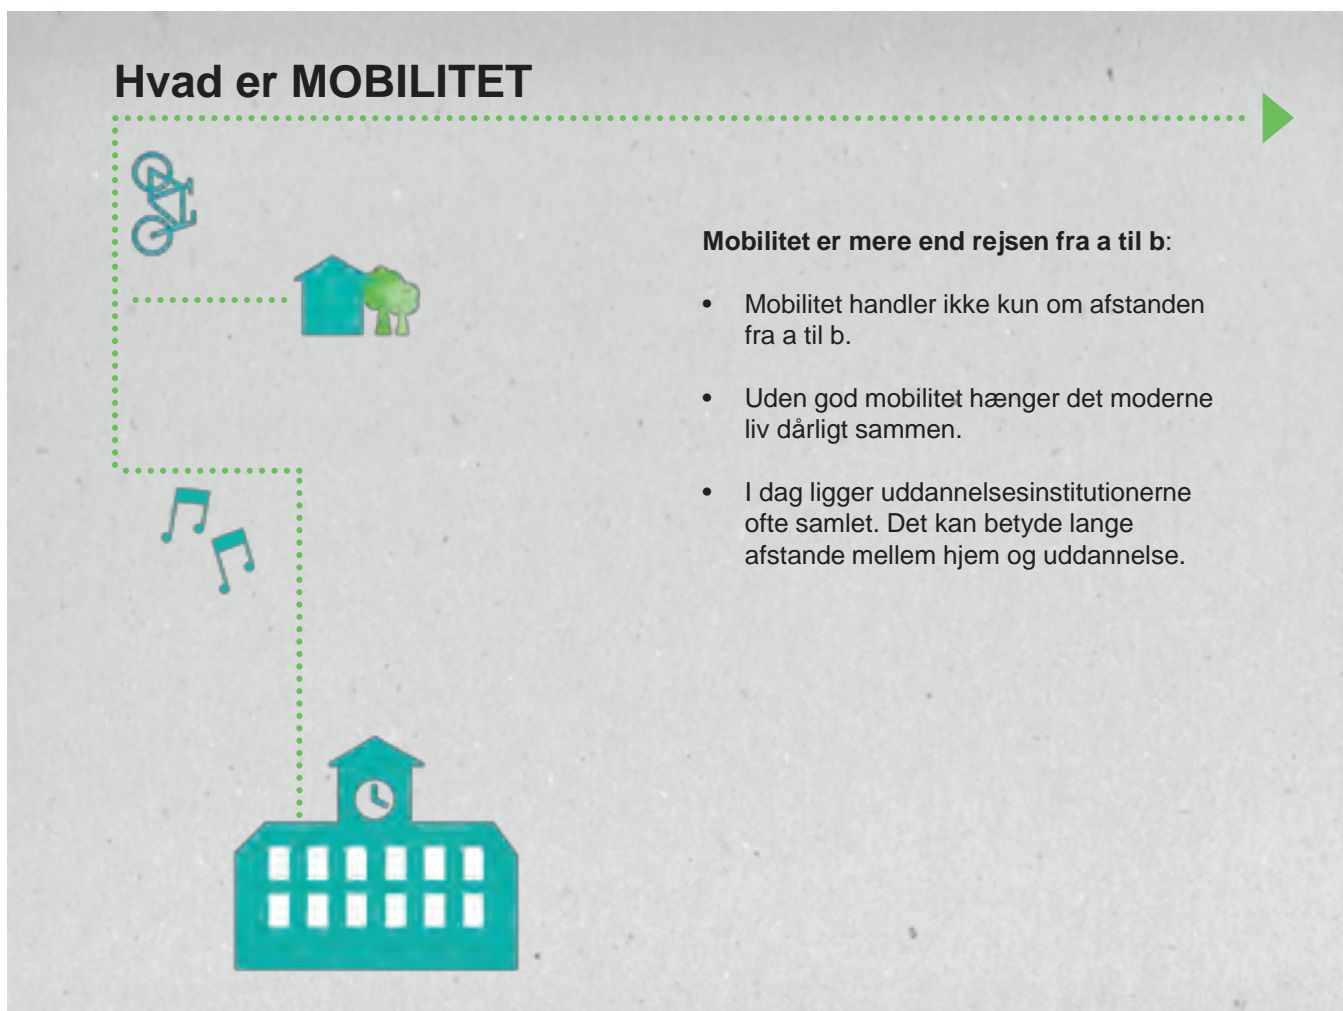 Hvad er MOBILITET
Mobilitet er mere end rejsen fra a til b:
• Mobilitet handler ikke kun om afstanden
fra a til b.
• Uden god mobilitet hænger det moderne
liv dårligt sammen.
• I dag ligger uddannelsesinstitutionerne
ofte samlet. Det kan betyde lange
afstande mellem hjem og uddannelse.